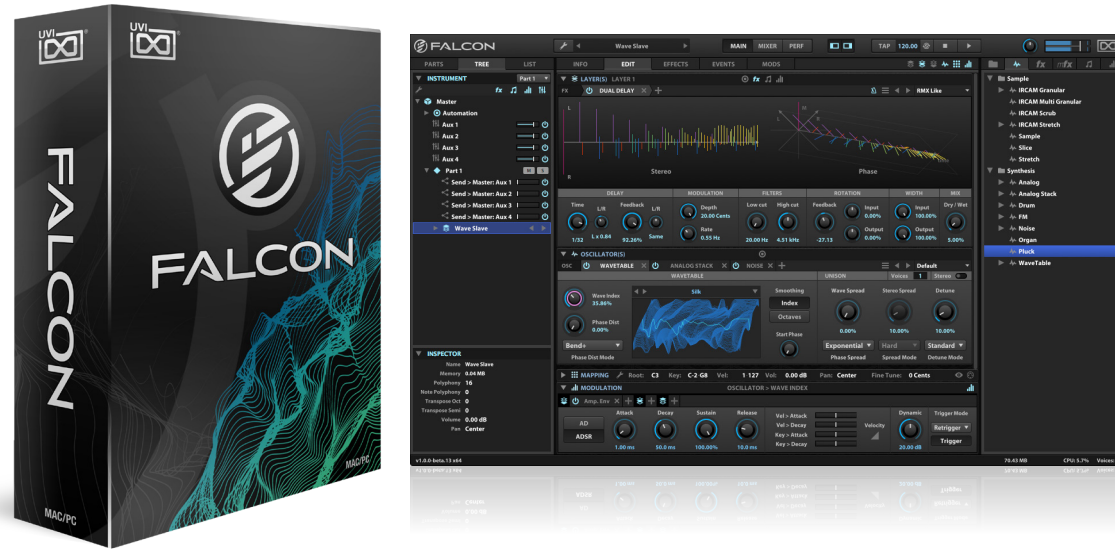 UVI
UVI
FALCON
FALCON
MAC/PC
MAC/PC
FALCON
Wave Slave
MAIN MIXER PERF
TAP 120.00
PARTS TREE LIST
INFO EDIT EFFECTS EVENTS MODS
fx mfx
INSTRUMENT Part 1
fx
Master
Automation
Aux 1
Aux 2
Aux 3
Aux 4
Part 1 M S
Send > Master: Aux 1
Send > Master: Aux 2
Send > Master: Aux 3
Send > Master: Aux 4
Wave Slave
INSPECTOR
Name Wave Slave
Memory 0.04 MB
Polyphony 16
Note Polyphony 0
Transpose Oct 0
Transpose Semi 0
Volume 0.00 dB
Pan Center
v1.0.0-beta.13 x64
LAYER(S) LAYER 1 fx
FX DUAL DELAY × + RMX Like
L
R
Stereo
M
L
R
Phase
DELAY MODULATION FILTERS ROTATION WIDTH MIX
Time L/R Feedback L/R Depth 20.00 Cents Low cut High cut Feedback Input 0.00% Input 100.00% Dry / Wet
1/32 L x 0.84 92.26% Same Rate 0.55 Hz 20.00 Hz 4.51 kHz -27.13 Output 0.00% Output 100.00% 5.00%
OSCILLATOR(S)
OSC WAVETABLE × ANALOG STACK × NOISE × + Default
WAVETABLE UNISON Voices 1 Stereo
Wave Index
35.86%
Phase Dist
0.00%
Bend+
Phase Dist Mode
Silk
Smoothing
Index
Octaves
Start Phase
Wave Spread Stereo Spread Detune
0.00% 10.00% 10.00%
Exponential Hard Standard
Phase Spread Spread Mode Detune Mode
MAPPING Root: C3 Key: C-2 G8 Vel: 1 127 Vol: 0.00 dB Pan: Center Fine Tune: 0 Cents
MODULATION OSCILLATOR > WAVE INDEX
Amp. Env × + + +
AD
ADSR
Attack Decay Sustain Release
1.00 ms 50.0 ms 100.00% 10.0 ms
Vel > Attack
Vel > Decay
Key > Attack
Key > Decay
Velocity
Dynamic
20.00 dB
Trigger Mode
Retrigger
Trigger
Sample
IRCAM Granular
IRCAM Multi Granular
IRCAM Scrub
IRCAM Stretch
Sample
Slice
Stretch
Synthesis
Analog
Analog Stack
Drum
FM
Noise
Organ
Pluck
WaveTable
70.43 MB CPU: 5.7% Voices: